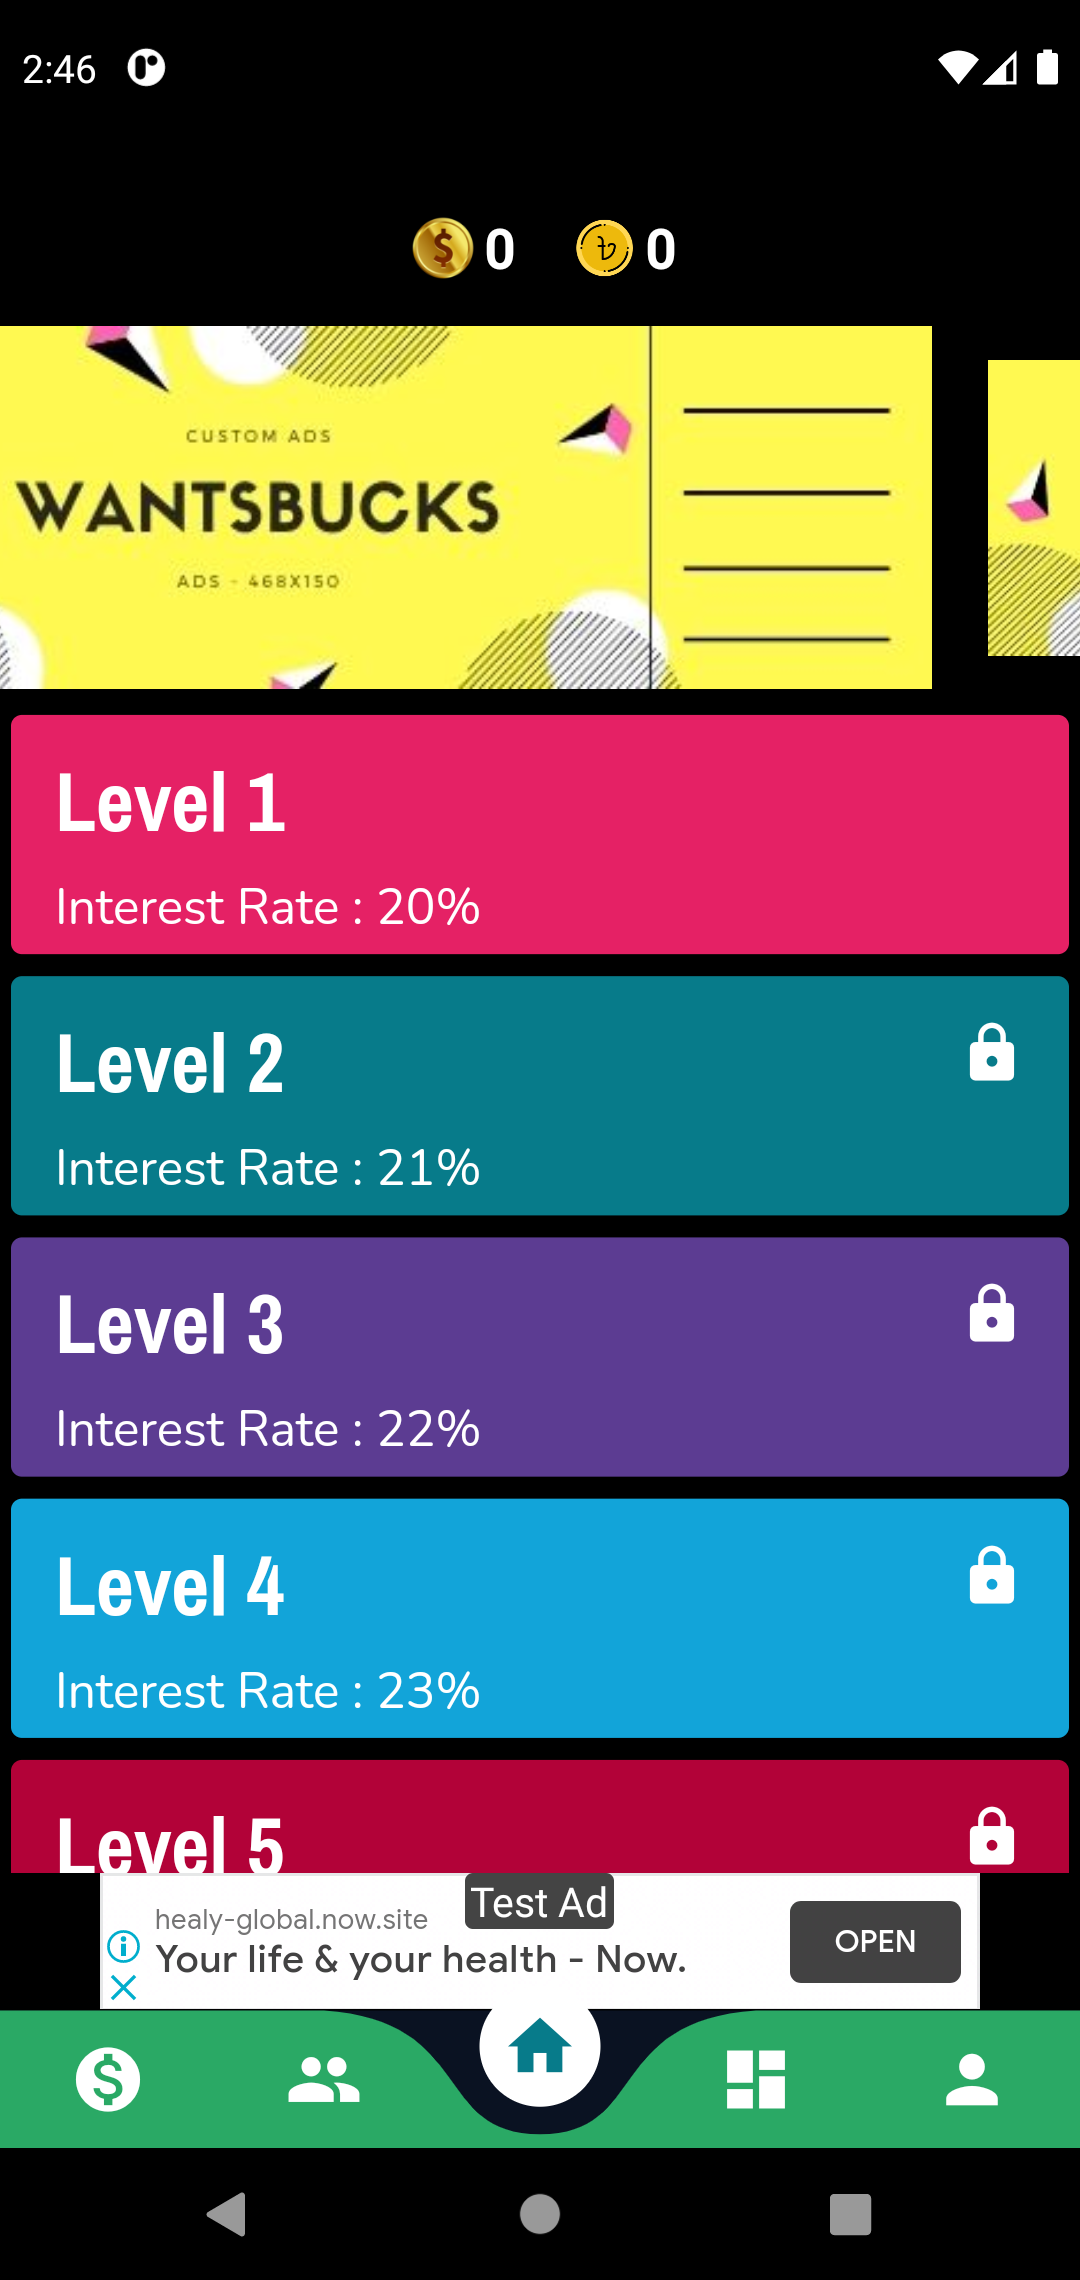 2:46
0 0
CUSTOM ADS
WANTSBUCKS
ADS - 468X150
Level 1
Interest Rate : 20%
Level 2
Interest Rate : 21%
Level 3
Interest Rate : 22%
Level 4
Interest Rate : 23%
Level 5
Test Ad
healy-global.now.site
Your life & your health - Now.
OPEN